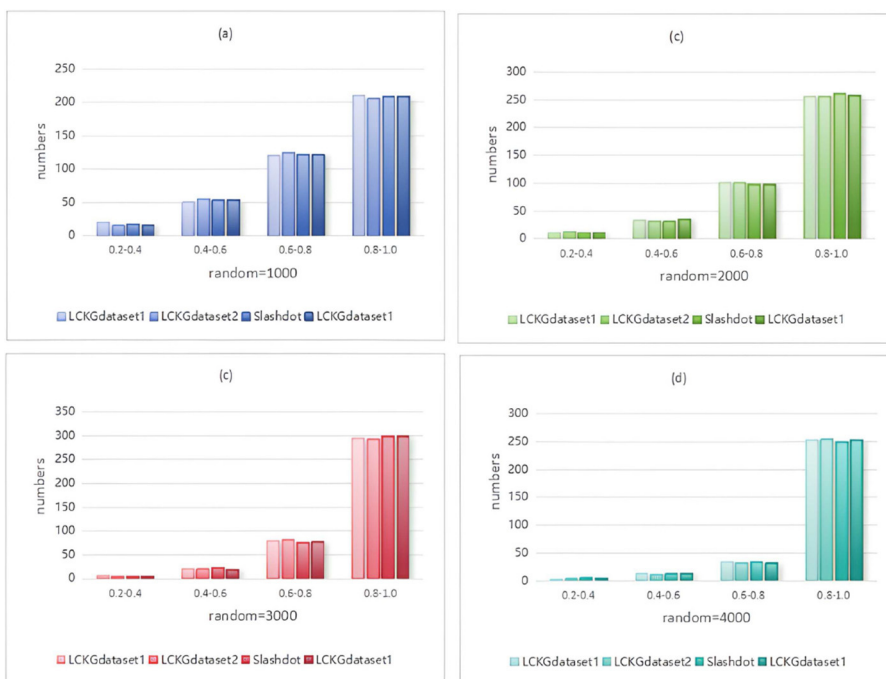 (a)
250
200
150
100
50
0
numbers
0.2-0.4 0.4-0.6 0.6-0.8 0.8-1.0
random=1000
LCKGdataset1 LCKGdataset2 Slashdot LCKGdataset1
(c)
300
250
200
150
100
50
0
numbers
0.2-0.4 0.4-0.6 0.6-0.8 0.8-1.0
random=2000
LCKGdataset1 LCKGdataset2 Slashdot LCKGdataset1
(c)
350
300
250
200
150
100
50
0
numbers
0.2-0.4 0.4-0.6 0.6-0.8 0.8-1.0
random=3000
LCKGdataset1 LCKGdataset2 Slashdot LCKGdataset1
(d)
300
250
200
150
100
50
0
numbers
0.2-0.4 0.4-0.6 0.6-0.8 0.8-1.0
random=4000
LCKGdataset1 LCKGdataset2 Slashdot LCKGdataset1